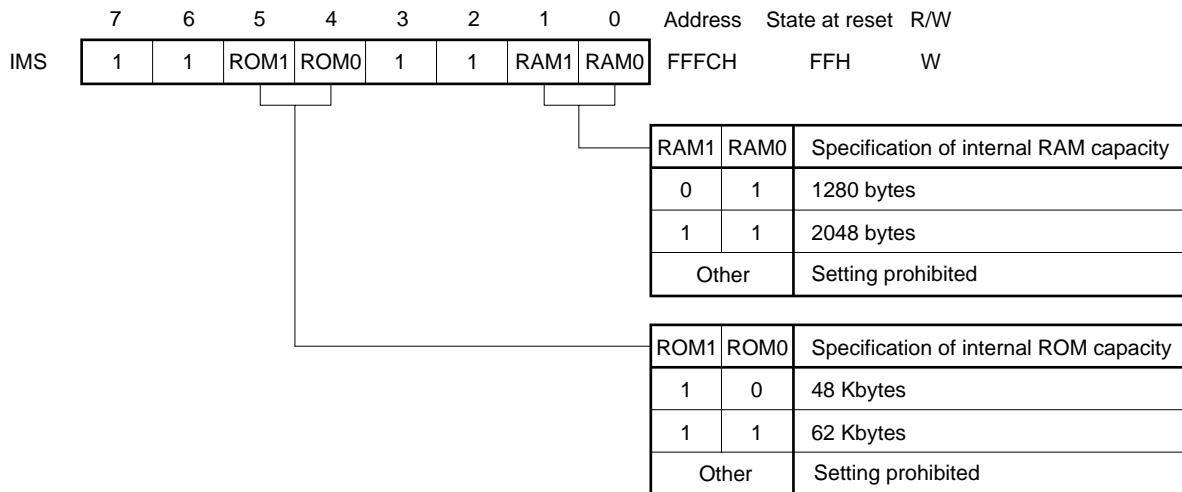 7 6 5 4 3 2 1 0 Address State at reset R/W
IMS 1 1 ROM1 ROM0 1 1 RAM1 RAM0 FFFCH FFH W
RAM1 RAM0 Specification of internal RAM capacity
0 1 1280 bytes
1 1 2048 bytes
Other Setting prohibited
ROM1 ROM0 Specification of internal ROM capacity
1 0 48 Kbytes
1 1 62 Kbytes
Other Setting prohibited